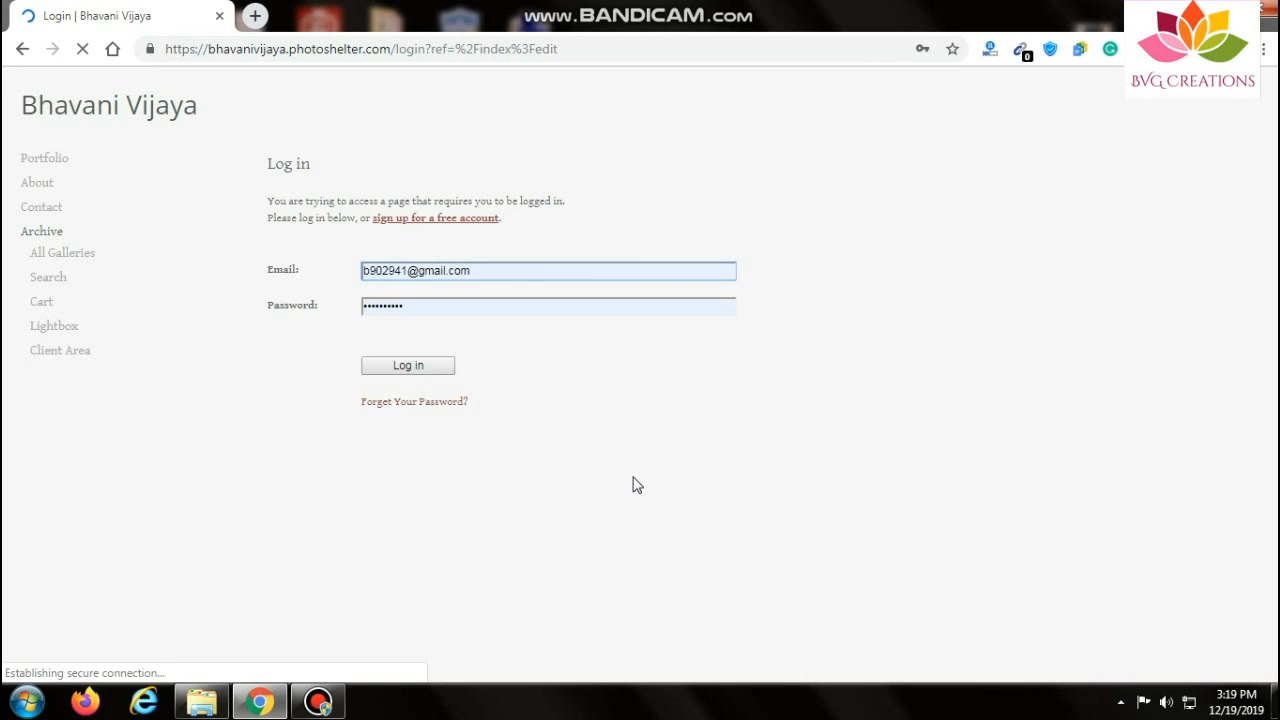 Login | Bhavani Vijaya
www.BANDICAM.com
https://bhavanivijaya.photoshelter.com/login?ref=%2Findex%3Fedit
0
BVG CREATIONS
Bhavani Vijaya
Portfolio
About
Contact
Archive
All Galleries
Search
Cart
Lightbox
Client Area
Log in
You are trying to access a page that requires you to be logged in.
Please log in below, or sign up for a free account.
Email: b902941@gmail.com
Password: ••••••••••
Log in
Forget Your Password?
Establishing secure connection...
3:19 PM
12/19/2019